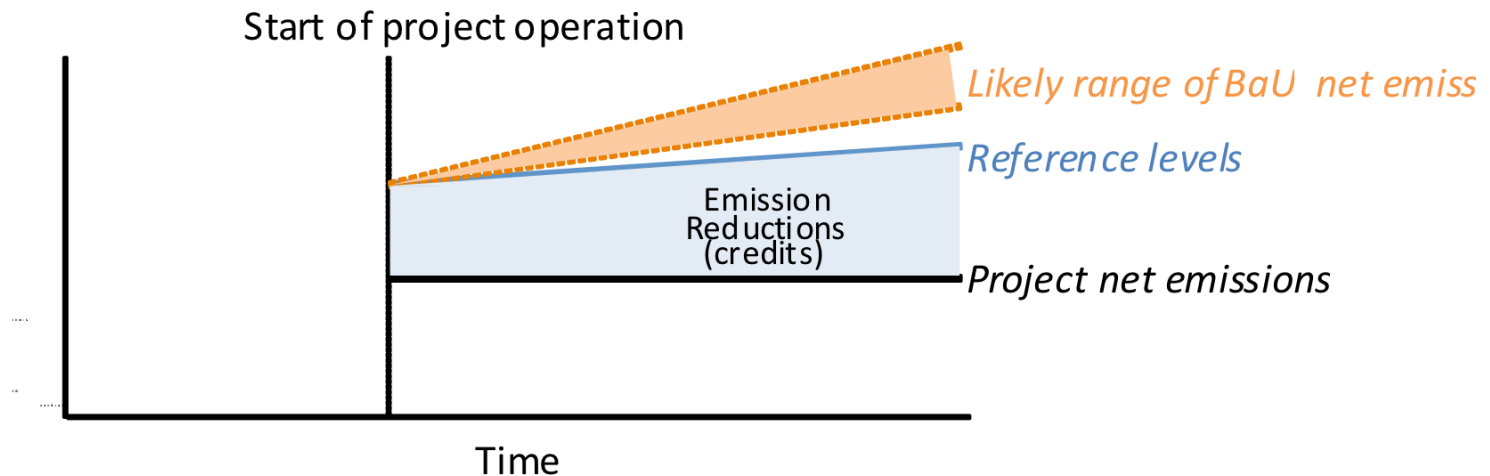 Start of project operation
Likely range of BaU net emiss
Reference levels
Emission
Reductions
(credits)
Project net emissions
Time